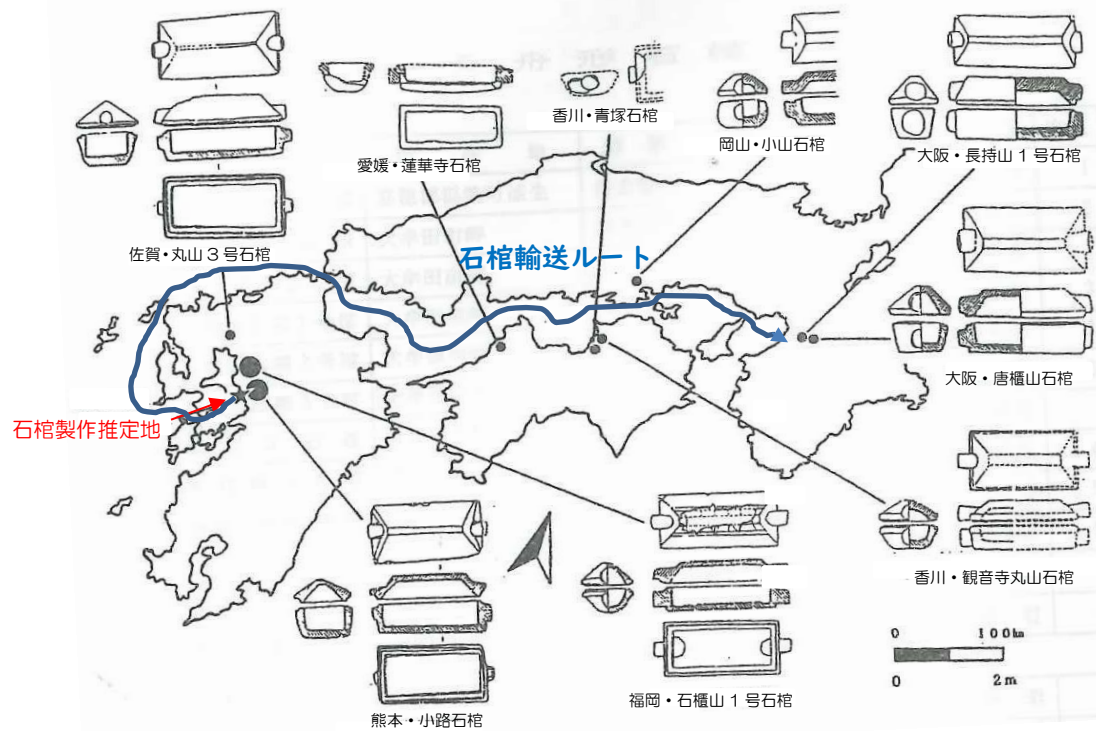 香川・青塚石棺
岡山・小山石棺
大阪・長持山 1 号石棺
愛媛・蓮華寺石棺
佐賀・丸山 3 号石棺
石棺輸送ルート
大阪・唐櫃山石棺
石棺製作推定地
香川・観音寺丸山石棺
0 100km
0 2m
福岡・石櫃山 1 号石棺
熊本・小路石棺